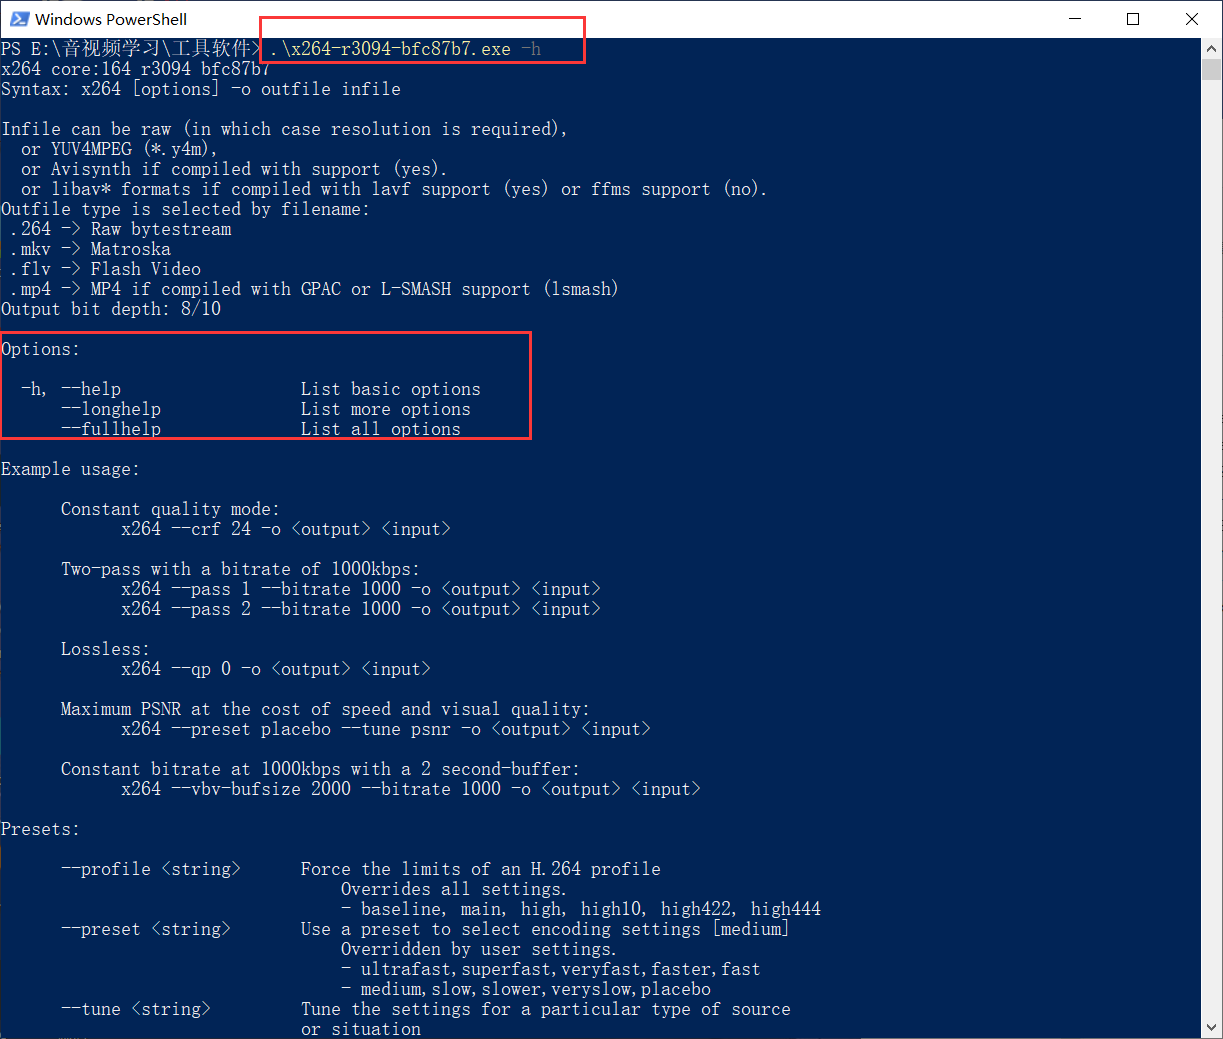 Windows PowerShell
PS E:\音视频学习\工具软件> .\x264-r3094-bfc87b7.exe -h
x264 core:164 r3094 bfc87b7
Syntax: x264 [options] -o outfile infile
Infile can be raw (in which case resolution is required),
or YUV4MPEG (*.y4m),
or Avisynth if compiled with support (yes).
or libav* formats if compiled with lavf support (yes) or ffms support (no).
Outfile type is selected by filename:
.264 -> Raw bytestream
.mkv -> Matroska
.flv -> Flash Video
.mp4 -> MP4 if compiled with GPAC or L-SMASH support (lsmash)
Output bit depth: 8/10
Options:
-h, --help List basic options
--longhelp List more options
--fullhelp List all options
Example usage:
Constant quality mode:
x264 --crf 24 -o <output> <input>
Two-pass with a bitrate of 1000kbps:
x264 --pass 1 --bitrate 1000 -o <output> <input>
x264 --pass 2 --bitrate 1000 -o <output> <input>
Lossless:
x264 --qp 0 -o <output> <input>
Maximum PSNR at the cost of speed and visual quality:
x264 --preset placebo --tune psnr -o <output> <input>
Constant bitrate at 1000kbps with a 2 second-buffer:
x264 --vbv-bufsize 2000 --bitrate 1000 -o <output> <input>
Presets:
--profile <string> Force the limits of an H.264 profile
Overrides all settings.
- baseline, main, high, high10, high422, high444
--preset <string> Use a preset to select encoding settings [medium]
Overridden by user settings.
- ultrafast,superfast,veryfast,faster,fast
- medium,slow,slower,veryslow,placebo
--tune <string> Tune the settings for a particular type of source
or situation